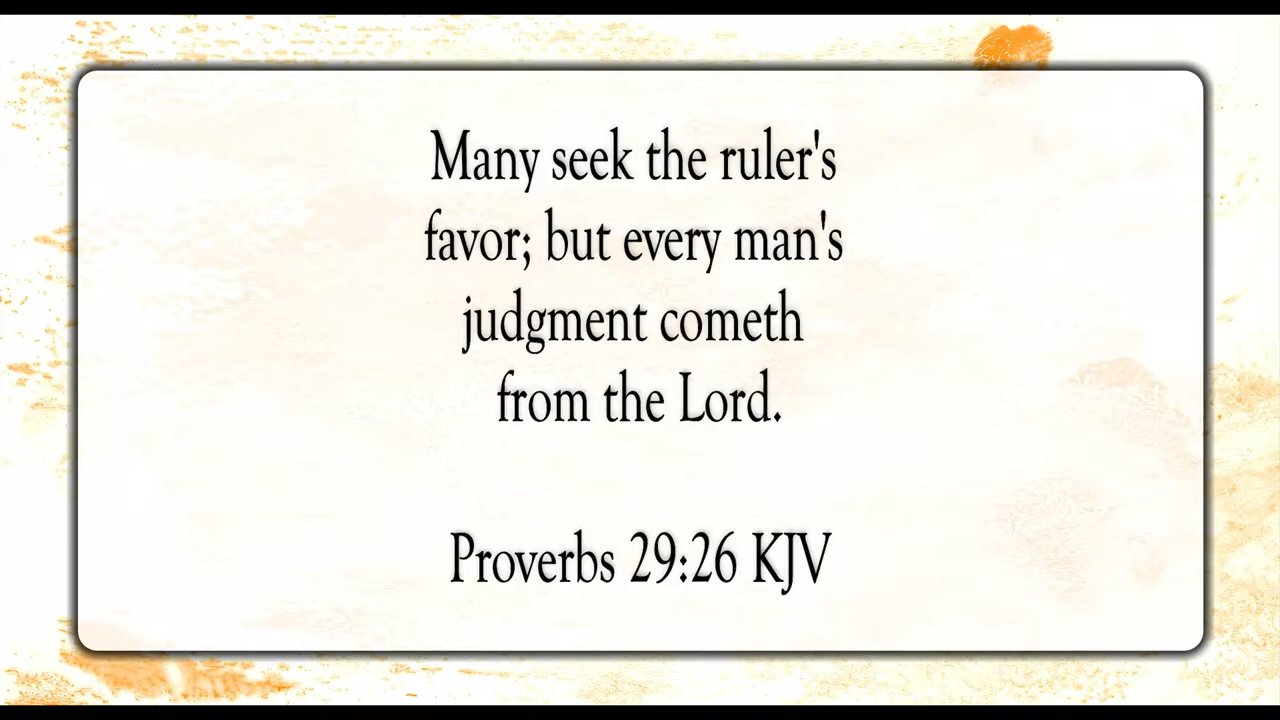 Many seek the ruler's
favor; but every man's
judgment cometh
from the Lord.
Proverbs 29:26 KJV